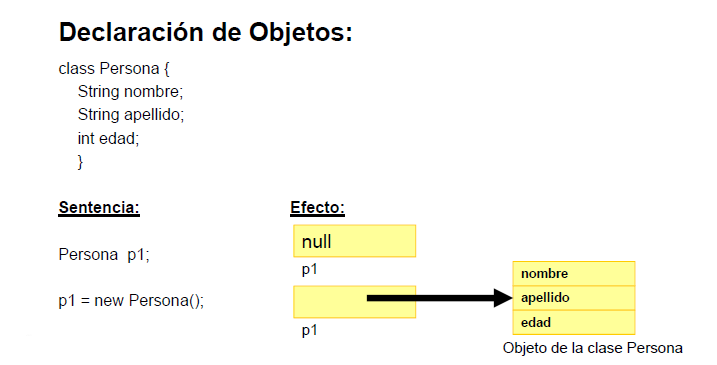 Declaración de Objetos:
class Persona {
String nombre;
String apellido;
int edad;
}
Sentencia:
Efecto:
null
Persona p1;
p1
nombre
p1 = new Persona();
apellido
edad
p1
Objeto de la clase Persona